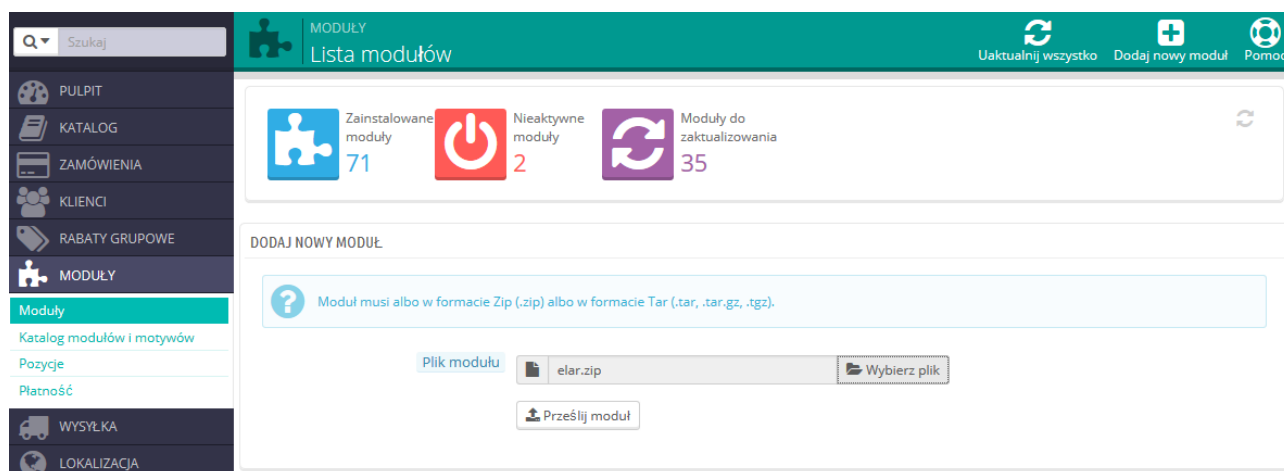 Szukaj
PULPIT
KATALOG
ZAMÓWIENIA
KLIENCI
RABATY GRUPOWE
MODUŁY
Moduły
Katalog modułów i motywów
Pozycje
Płatność
WYSYŁKA
LOKALIZACJA
MODUŁY
Lista modułów
Uaktualnij wszystko
Dodaj nowy moduł
Pomoc
Zainstalowane
moduły
71
Nieaktywne
moduły
2
Moduły do
zaktualizowania
35
DODAJ NOWY MODUŁ
Moduł musi albo w formacie Zip (.zip) albo w formacie Tar (.tar, .tar.gz, .tgz).
Plik modułu
elar.zip
Wybierz plik
Prześlij moduł